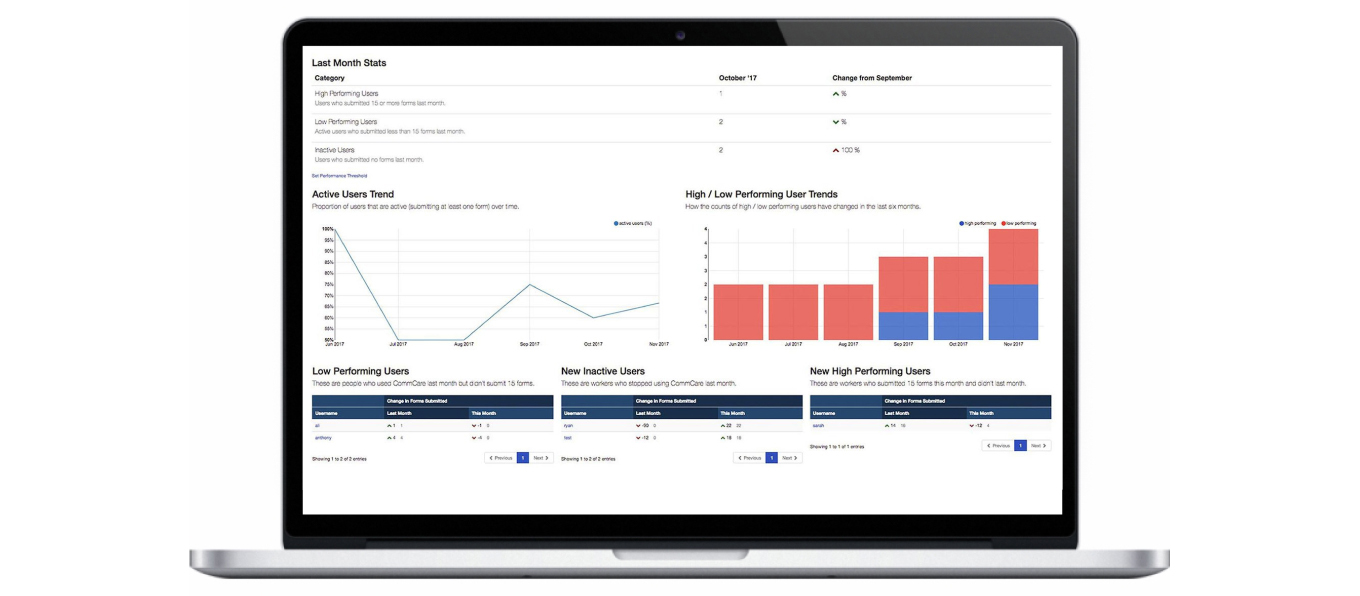 Last Month Stats
Category October '17 Change from September
High Performing Users 1 %
Users who submitted 15 or more forms last month.
Low Performing Users 2 %
Active users who submitted less than 15 forms last month.
Inactive Users 2 100 %
Users who submitted no forms last month.
Set Performance Threshold
Active Users Trend
Proportion of users that are active (submitting at least one form) over time.
active users (%)
100%
95%
90%
85%
80%
75%
70%
65%
60%
55%
50%
Jun 2017 Jul 2017 Aug 2017 Sep 2017 Oct 2017 Nov 2017
High / Low Performing User Trends
How the counts of high / low performing users have changed in the last six months.
high performing low performing
4
4
3
3
2
2
1
1
0
Jun 2017 Jul 2017 Aug 2017 Sep 2017 Oct 2017 Nov 2017
Low Performing Users
These are people who used CommCare last month but didn't submit 15 forms.
Change in Forms Submitted
Username Last Month This Month
ali 1 1 -1 0
anthony 4 4 -4 0
Showing 1 to 2 of 2 entries
Previous 1 Next
New Inactive Users
These are workers who stopped using CommCare last month.
Change in Forms Submitted
Username Last Month This Month
ryan -50 0 22 22
test -12 0 19 19
Showing 1 to 2 of 2 entries
Previous 1 Next
New High Performing Users
These are workers who submitted 15 forms this month and didn't last month.
Change in Forms Submitted
Username Last Month This Month
sarah 14 16 -12 4
Showing 1 to 1 of 1 entries
Previous 1 Next